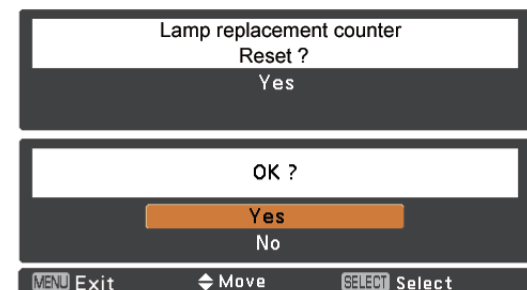 Lamp replacement counter
Reset ?
Yes
OK ?
Yes
No
MENU Exit Move SELECT Select